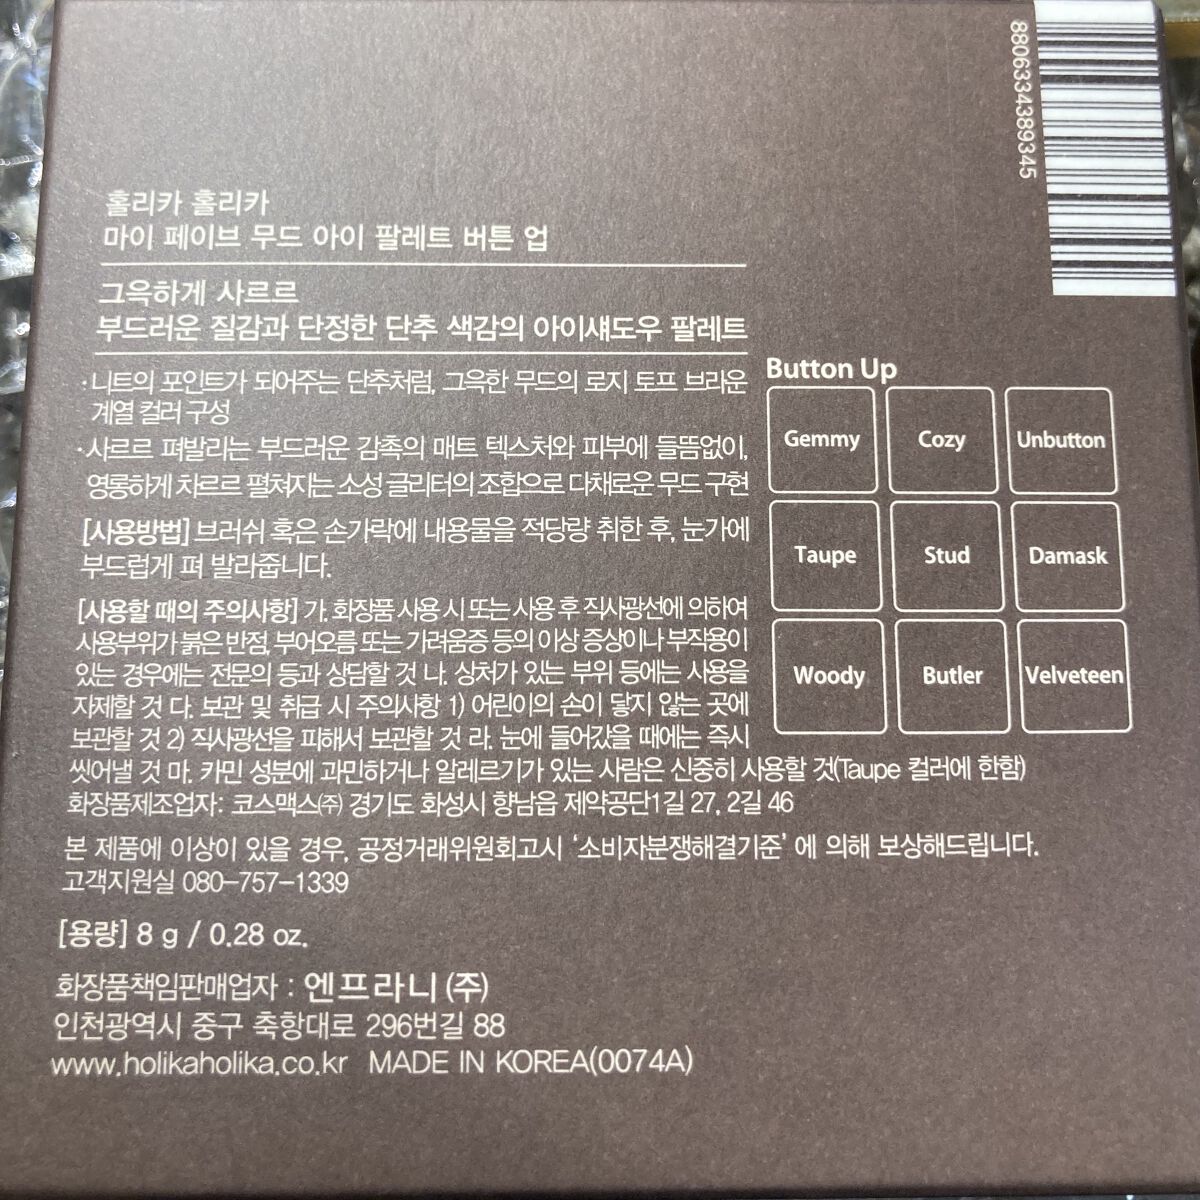 8806334389345
홀리카 홀리카
마이 페이브 무드 아이 팔레트 버튼 업
그윽하게 사르르
부드러운 질감과 단정한 단추 색감의 아이섀도우 팔레트
·니트의 포인트가 되어주는 단추처럼, 그윽한 무드의 로지 토프 브라운
계열 컬러 구성
·사르르 펴발리는 부드러운 감촉의 매트 텍스처와 피부에 들뜸없이,
영롱하게 차르르 펼쳐지는 소성 글리터의 조합으로 다채로운 무드 구현
[사용방법] 브러쉬 혹은 손가락에 내용물을 적당량 취한 후, 눈가에
부드럽게 펴 발라줍니다.
[사용할 때의 주의사항] 가. 화장품 사용 시 또는 사용 후 직사광선에 의하여
사용부위가 붉은 반점, 부어오름 또는 가려움증 등의 이상 증상이나 부작용이
있는 경우에는 전문의 등과 상담할 것 나. 상처가 있는 부위 등에는 사용을
자제할 것 다. 보관 및 취급 시 주의사항 1) 어린이의 손이 닿지 않는 곳에
보관할 것 2) 직사광선을 피해서 보관할 것 라. 눈에 들어갔을 때에는 즉시
씻어낼 것 마. 카민 성분에 과민하거나 알레르기가 있는 사람은 신중히 사용할 것(Taupe 컬러에 한함)
화장품제조업자: 코스맥스(주) 경기도 화성시 향남읍 제약공단1길 27, 2길 46
본 제품에 이상이 있을 경우, 공정거래위원회고시 '소비자분쟁해결기준' 에 의해 보상해드립니다.
고객지원실 080-757-1339
[용량] 8 g / 0.28 oz.
화장품책임판매업자 : 엔프라니 (주)
인천광역시 중구 축항대로 296번길 88
www.holikaholika.co.kr MADE IN KOREA(0074A)
Button Up
Gemmy Cozy Unbutton
Taupe Stud Damask
Woody Butler Velveteen